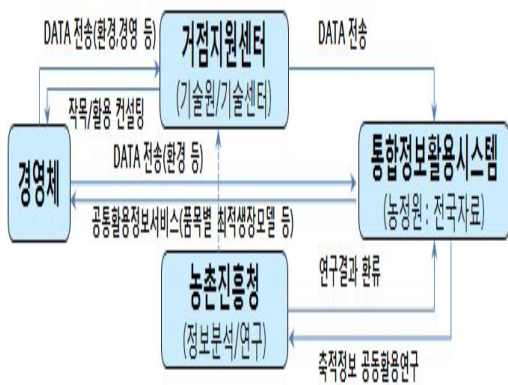 DATA 전송(환경/경영 등)
거점지원센터
(기술원/기술센터)
DATA 전송
작목/활용 컨설팅
경영체
DATA 전송(환경 등)
통합정보활용시스템
(농정원 : 전국자료)
공통활용정보서비스(품목별 최적생장모델 등)
농촌진흥청
(정보분석/연구)
연구결과 환류
축적정보 공동활용연구